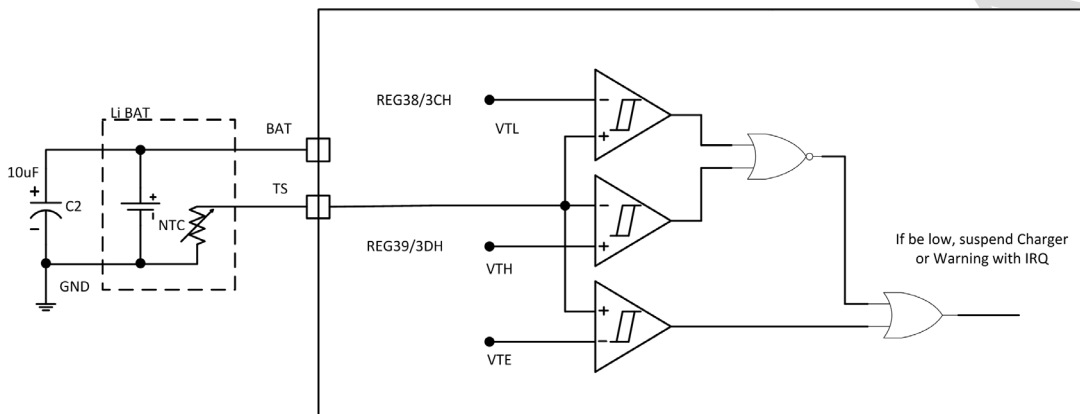 REG38/3CH
VTL
Li BAT
BAT
10uF
+
C2
-
+
-
NTC
TS
GND
REG39/3DH
VTH
VTE
-
+
-
+
+
-
If be low, suspend Charger
or Warning with IRQ